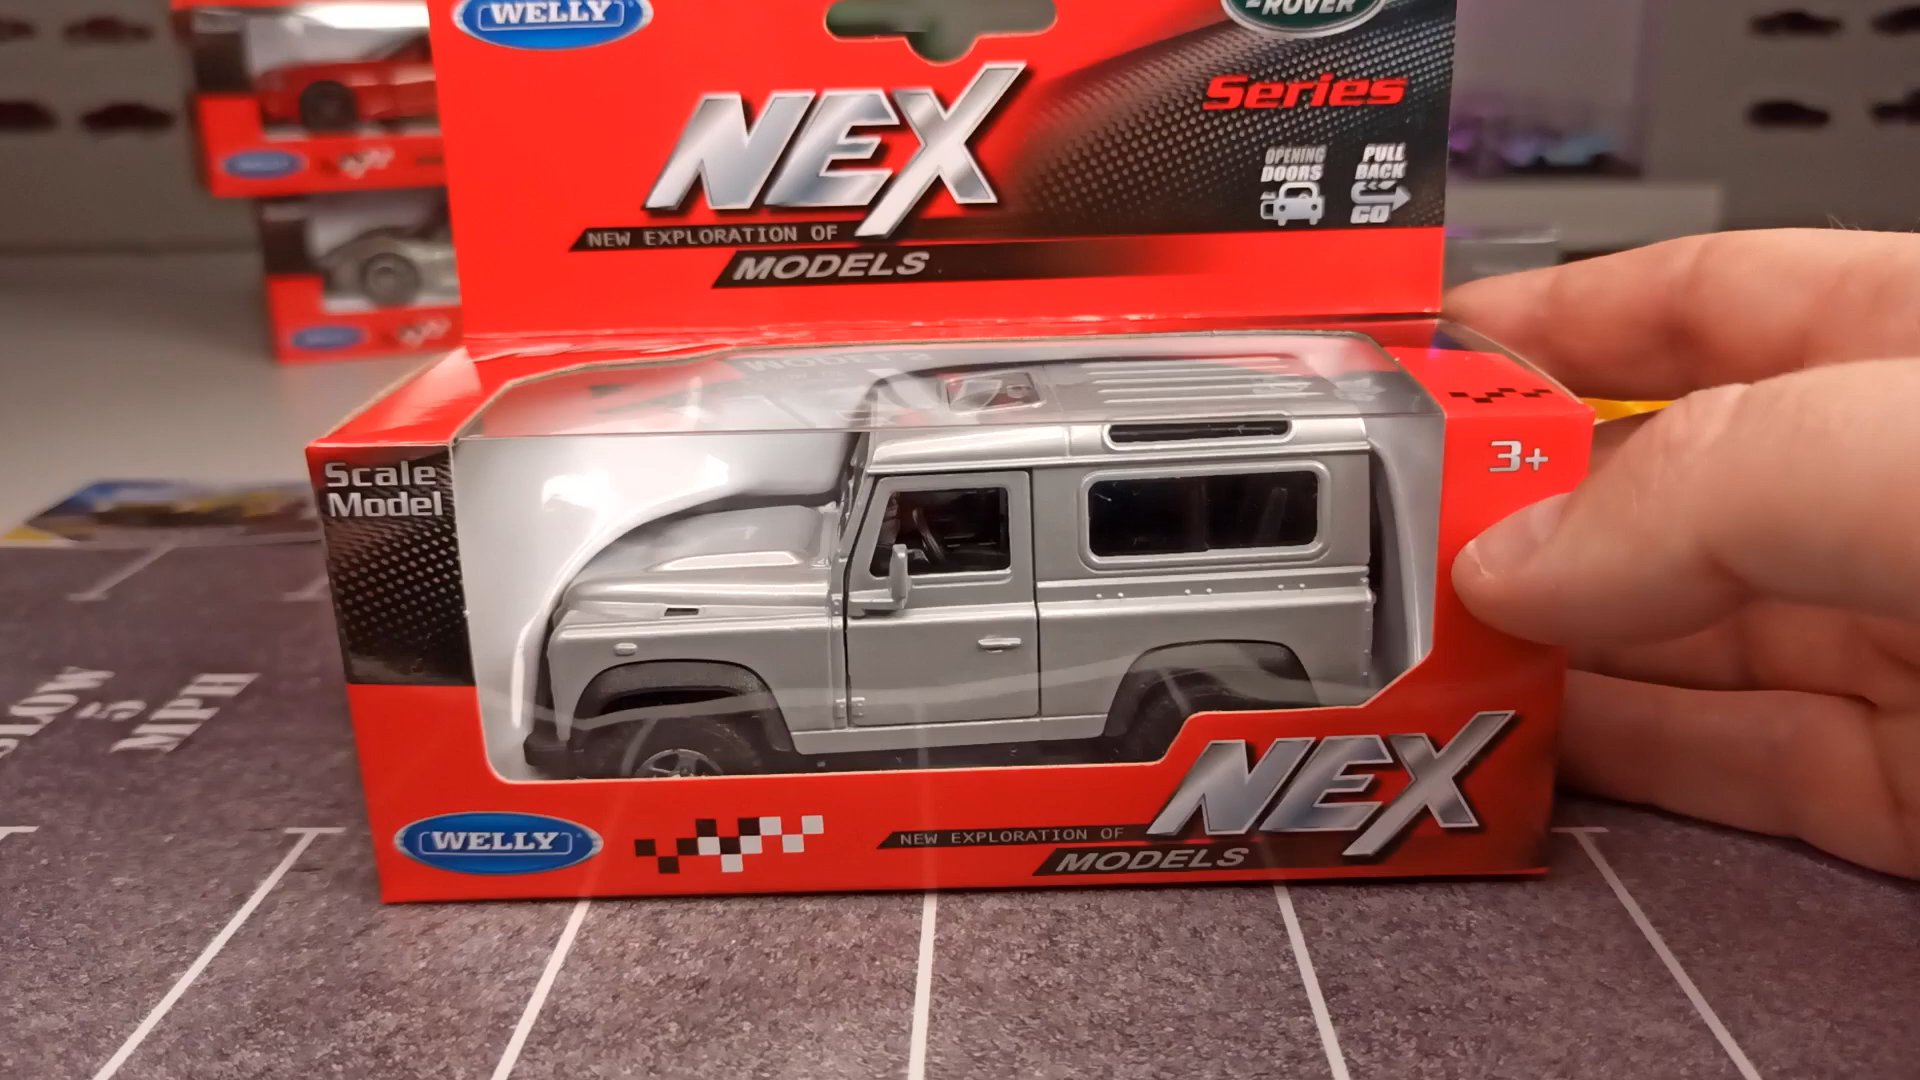 WELLY
ROVER
NEX
Series
OPENING
DOORS
PULL
BACK
GO
NEW EXPLORATION OF
MODELS
MODELS
Scale
Model
3+
SLOW
5
MPH
WELLY
NEX
NEW EXPLORATION OF
MODELS